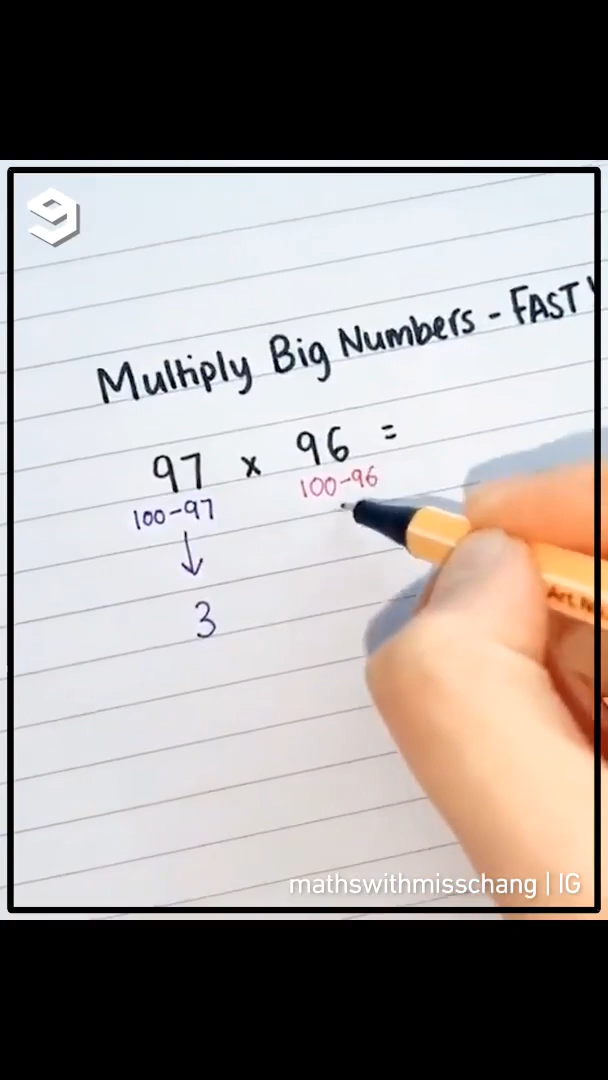 Multiply Big Numbers - FAST
97 x 96 =
100-97 100-96
3
mathswithmisschang | IG